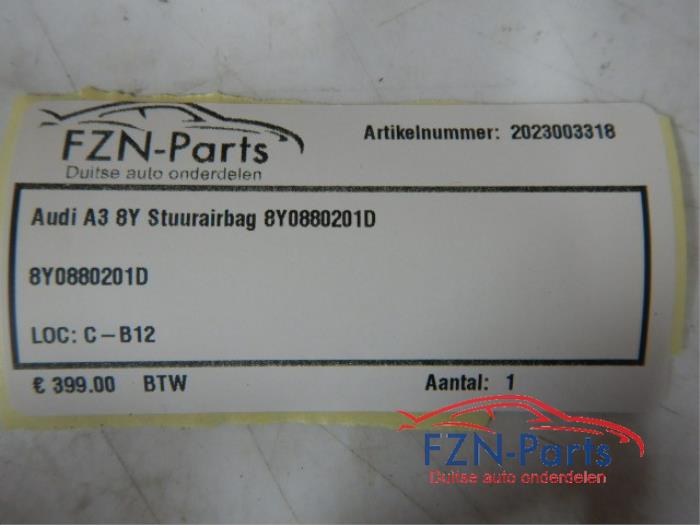 FZN-Parts
Duitse auto onderdelen
Artikelnummer: 2023003318
Audi A3 8Y Stuurairbag 8Y0880201D
8Y0880201D
LOC: C-B12
€ 399.00 BTW
Aantal: 1
FZN-Parts
Duitse auto onderdelen